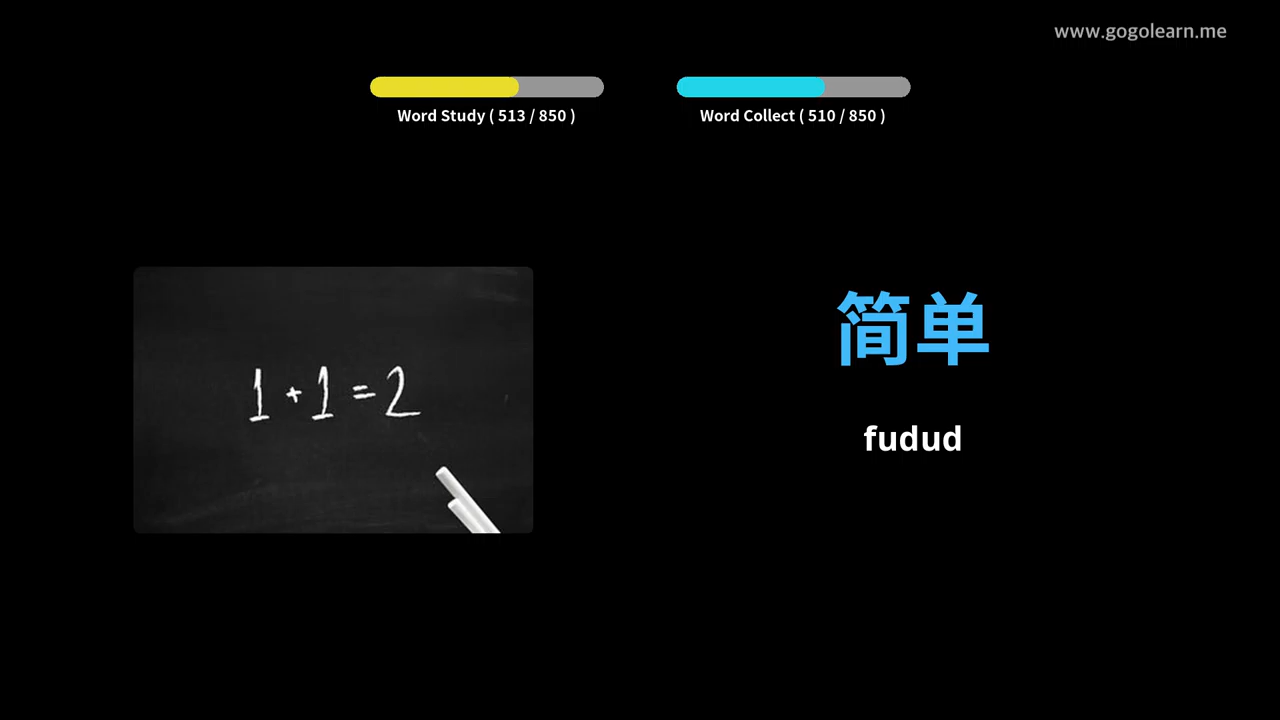 www.gogolearn.me
Word Study ( 513 / 850 )
Word Collect ( 510 / 850 )
1 + 1 = 2
简单
fudud